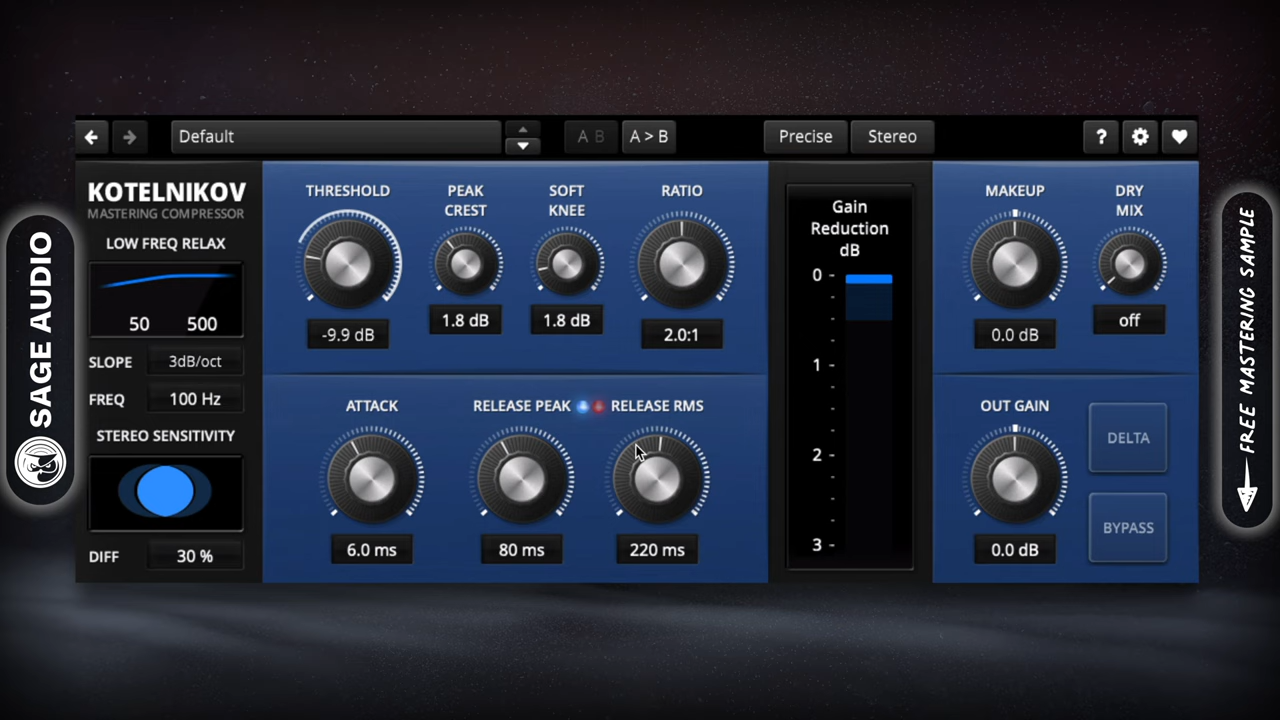 Default
A B
A > B
Precise
Stereo
?
KOTELNIKOV
MASTERING COMPRESSOR
LOW FREQ RELAX
50 500
SLOPE 3dB/oct
FREQ 100 Hz
STEREO SENSITIVITY
DIFF 30 %
THRESHOLD
-9.9 dB
PEAK
CREST
1.8 dB
SOFT
KNEE
1.8 dB
RATIO
2.0:1
ATTACK
6.0 ms
RELEASE PEAK
80 ms
RELEASE RMS
220 ms
Gain
Reduction
dB
0 -
1 -
2 -
3 -
MAKEUP
0.0 dB
DRY
MIX
off
OUT GAIN
0.0 dB
DELTA
BYPASS
SAGE AUDIO
FREE MASTERING SAMPLE